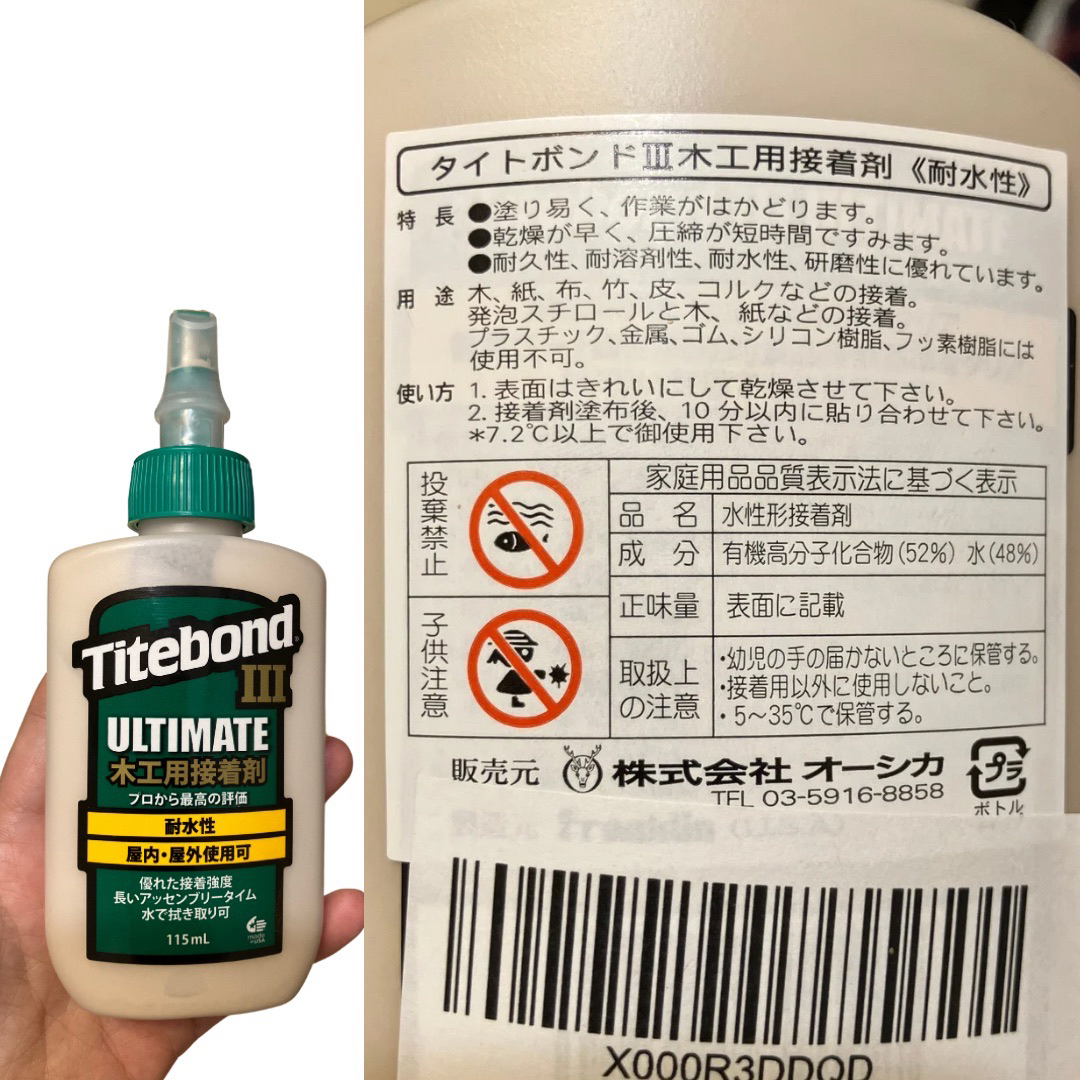 Titebond
III
ULTIMATE
木工用接着剤
プロから最高の評価
耐水性
屋内・屋外使用可
優れた接着強度
長いアッセンブリータイム
水で拭き取り可
made in USA
115mL
タイトボンドⅢ木工用接着剤《耐水性》
特長 ●塗り易く、作業がはかどります。
●乾燥が早く、圧締が短時間ですみます。
●耐久性、耐溶剤性、耐水性、研磨性に優れています。
用途 木、紙、布、竹、皮、コルクなどの接着。
発泡スチロールと木、紙などの接着。
プラスチック、金属、ゴム、シリコン樹脂、フッ素樹脂には
使用不可。
使い方 1. 表面はきれいにして乾燥させて下さい。
2. 接着剤塗布後、10分以内に貼り合わせて下さい。
*7.2℃以上で御使用下さい。
投棄禁止
子供注意
家庭用品品質表示法に基づく表示
品名 水性形接着剤
成分 有機高分子化合物(52%) 水(48%)
正味量 表面に記載
取扱上の注意
・幼児の手の届かないところに保管する。
・接着用以外に使用しないこと。
・5～35℃で保管する。
販売元 株式会社 オーシカ
TEL 03-5916-8858
プラ
ボトル
X000R3DDQD